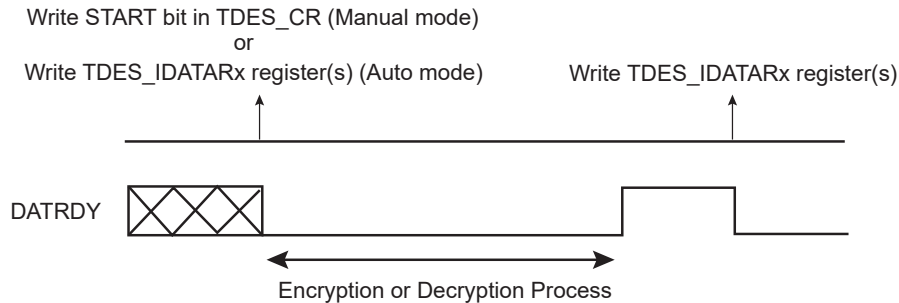 Write START bit in TDES_CR (Manual mode)
or
Write TDES_IDATARx register(s) (Auto mode)
Write TDES_IDATARx register(s)
DATRDY
Encryption or Decryption Process